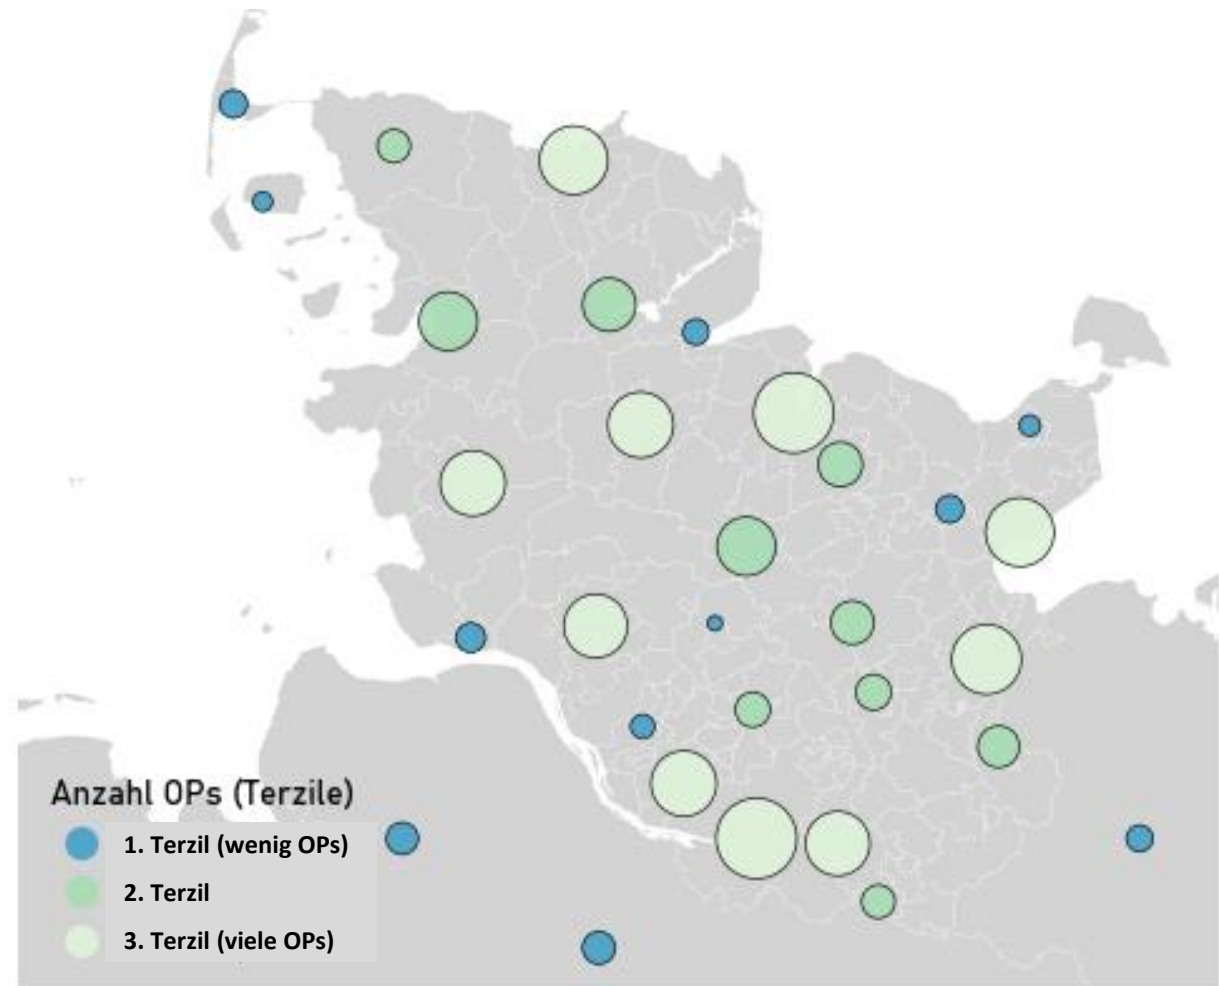 Anzahl OPs (Terzile)
1. Terzil (wenig OPs)
2. Terzil
3. Terzil (viele OPs)